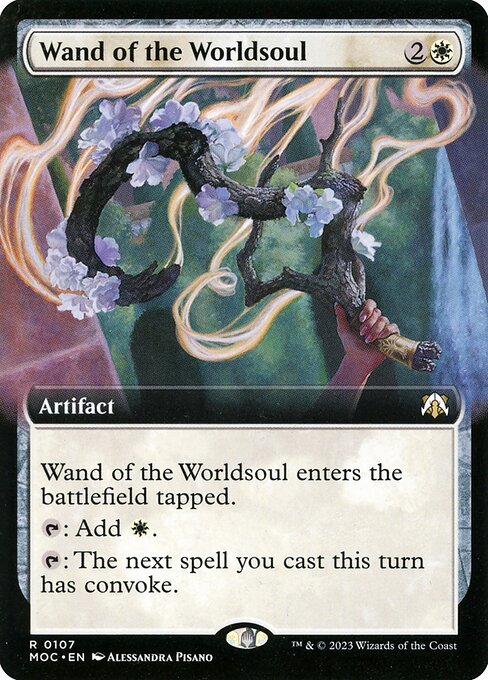 Wand of the Worldsoul 2
Artifact
Wand of the Worldsoul enters the
battlefield tapped.
: Add .
: The next spell you cast this turn
has convoke.
R 0107
MOC • EN Alessandra Pisano
™ & © 2023 Wizards of the Coast